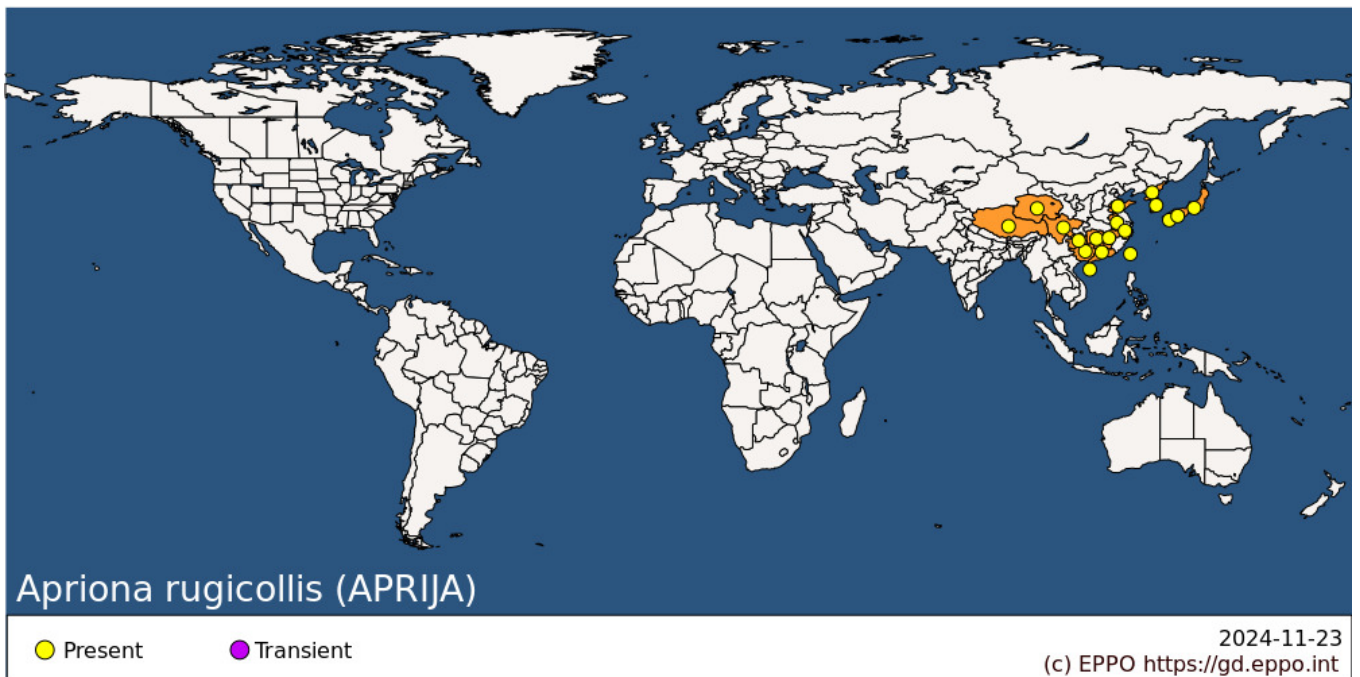 Apriona rugicollis (APRIJA)
Present
Transient
2024-11-23
(c) EPPO https://gd.eppo.int